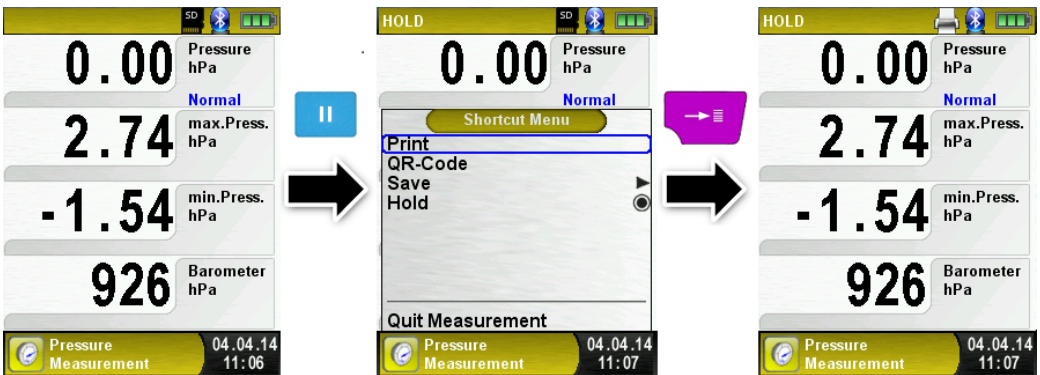 SD
0.00
Pressure
hPa
Normal
2.74
max.Press.
hPa
-1.54
min.Press.
hPa
926
Barometer
hPa
Pressure
Measurement
04.04.14
11:06
HOLD
SD
0.00
Pressure
hPa
Normal
Shortcut Menu
Print
QR-Code
Save
Hold
Quit Measurement
Pressure
Measurement
04.04.14
11:07
HOLD
0.00
Pressure
hPa
Normal
2.74
max.Press.
hPa
-1.54
min.Press.
hPa
926
Barometer
hPa
Pressure
Measurement
04.04.14
11:07